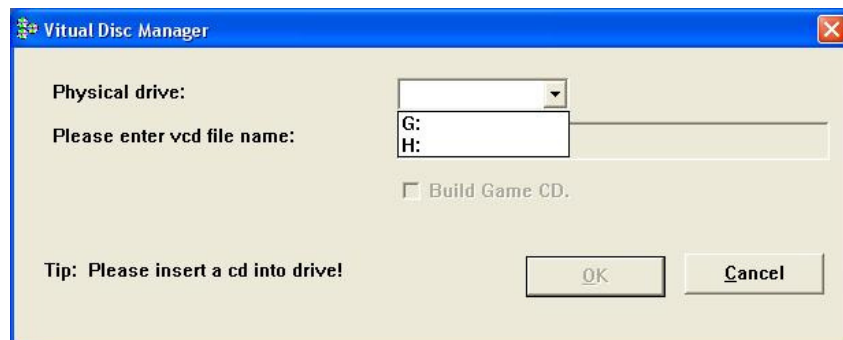 Vitual Disc Manager
Physical drive:
G:
H:
Please enter vcd file name:
Build Game CD.
Tip: Please insert a cd into drive!
OK
Cancel